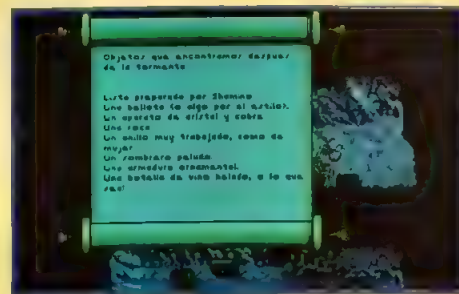 Objetos que encontramos despues
de la tormenta
Lista preparada por Shamino
Una bellota (o algo por el estilo).
Un aparato de cristal y cobre
Una roca
Un anillo muy trabajado, como de
mujer
Un sombrero peludo
Una armadura ornamental.
Una botella de vino helado, o lo que
sea!